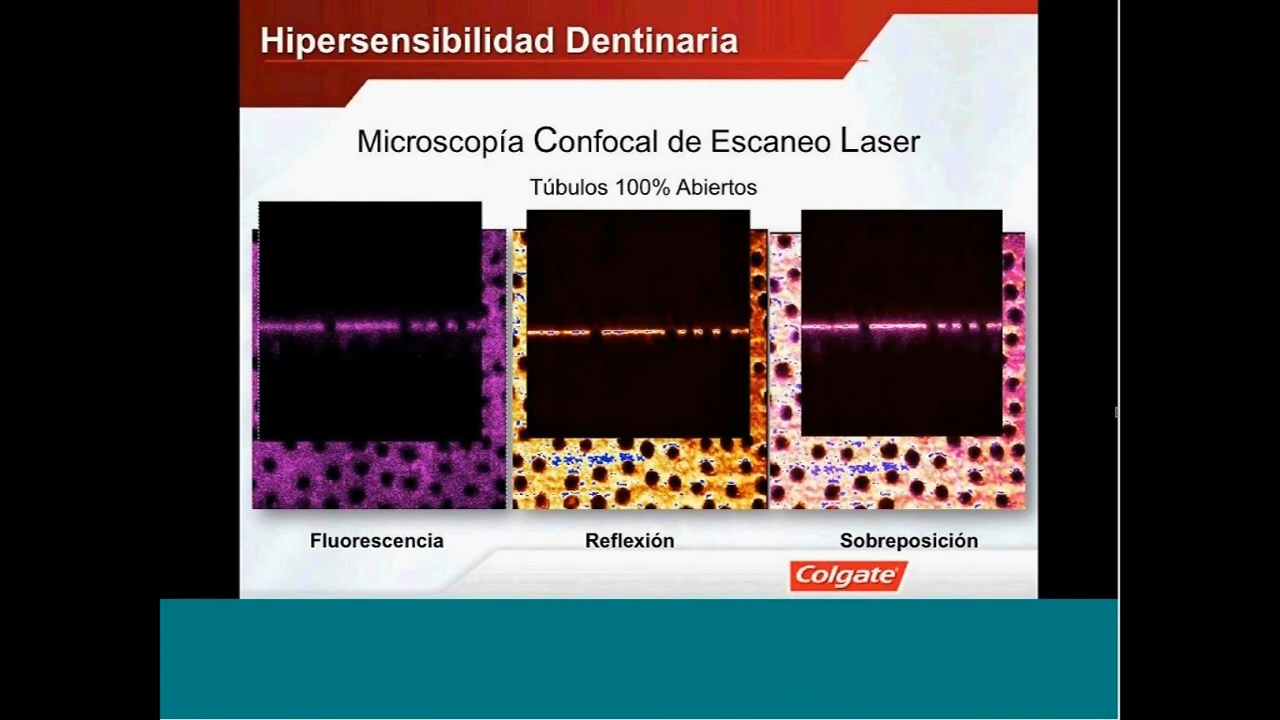 Hipersensibilidad Dentinaria
Microscopía Confocal de Escaneo Laser
Túbulos 100% Abiertos
Fluorescencia
Reflexión
Sobreposición
Colgate®